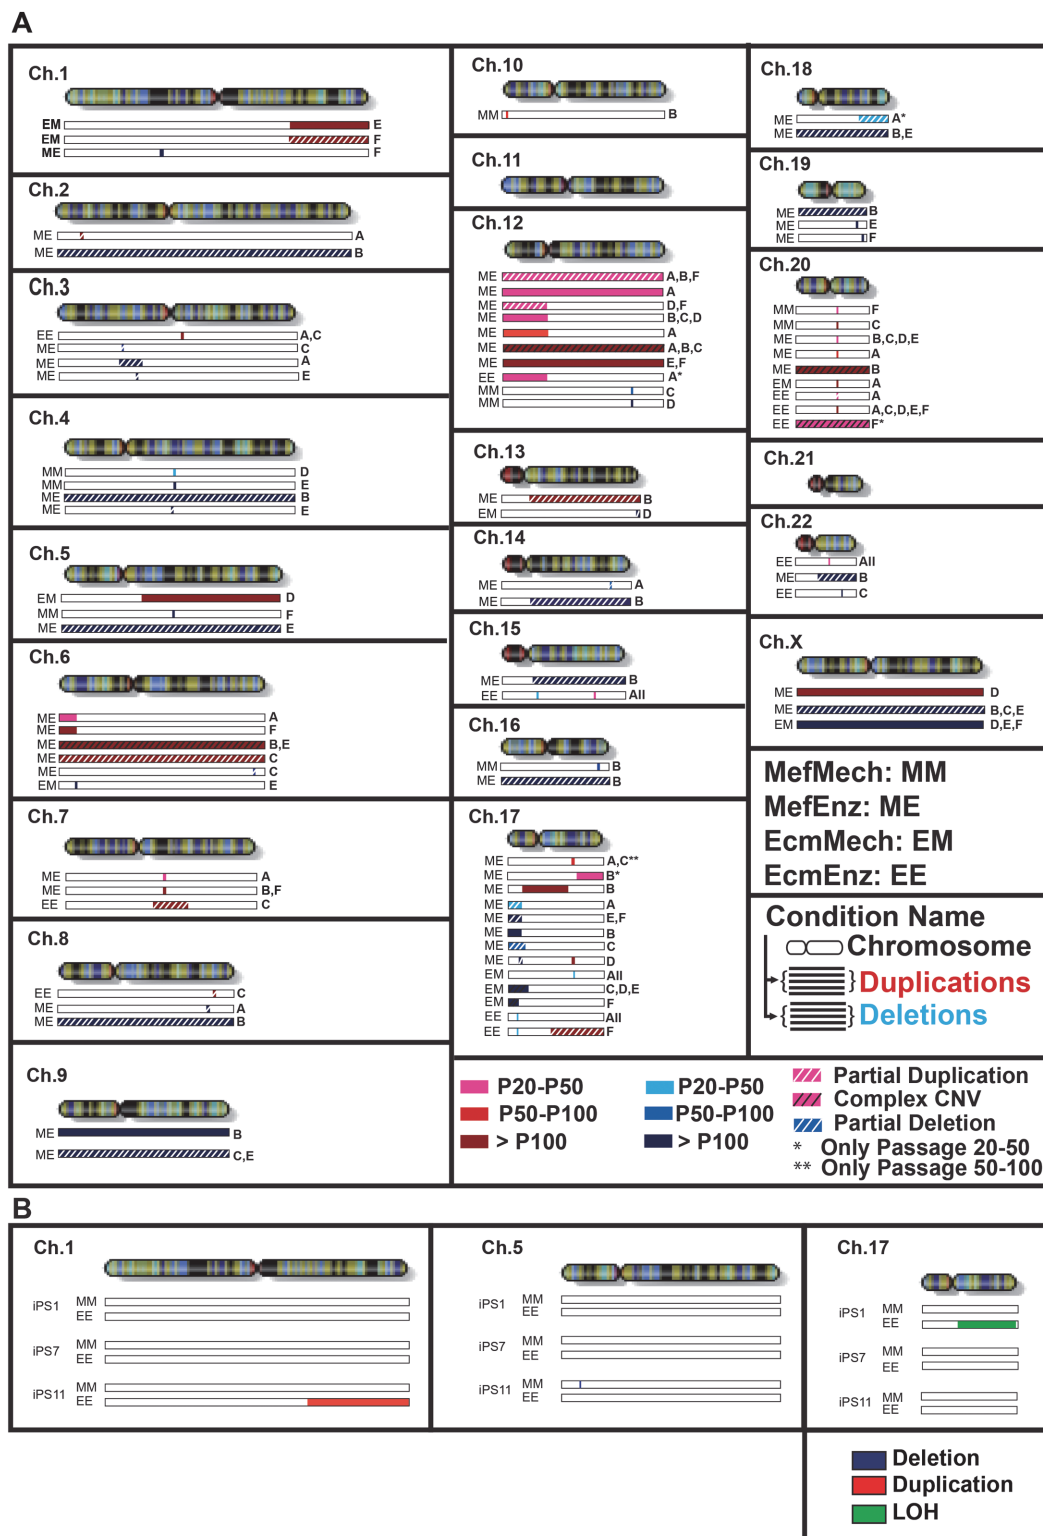 A
Ch.1
EM E
EM F
ME F
Ch.2
ME A
ME B
Ch.3
EE A,C
ME C
ME A
ME E
Ch.4
MM D
MM E
ME B
ME E
Ch.5
EM D
MM F
ME E
Ch.6
ME A
ME F
ME B,E
ME C
ME C
EM E
Ch.7
ME A
ME B,F
EE C
Ch.8
EE C
ME A
ME B
Ch.9
ME B
ME C,E
Ch.10
MM B
Ch.11
Ch.12
ME A,B,F
ME A
ME D,F
ME B,C,D
ME A
ME A,B,C
ME E,F
EE A*
MM C
MM D
Ch.13
ME B
EM D
Ch.14
ME A
ME B
Ch.15
ME B
EE All
Ch.16
MM B
ME B
Ch.17
ME A,C**
ME B*
ME B
ME A
ME E,F
ME B
ME C
ME D
EM All
EM C,D,E
EM F
EE All
EE F
Ch.18
ME A*
ME B,E
Ch.19
ME B
ME E
ME F
Ch.20
MM F
MM C
ME B,C,D,E
ME A
ME B
EM A
EE A
EE A,C,D,E,F
EE F*
Ch.21
Ch.22
EE All
ME B
EE C
Ch.X
ME D
ME B,C,E
EM D,E,F
MefMech: MM
MefEnz: ME
EcmMech: EM
EcmEnz: EE
Condition Name
Chromosome
{ } Duplications
{ } Deletions
P20-P50 P20-P50
P50-P100 P50-P100
> P100 > P100
Partial Duplication
Complex CNV
Partial Deletion
* Only Passage 20-50
** Only Passage 50-100
B
Ch.1
iPS1 MM
EE
iPS7 MM
EE
iPS11 MM
EE
Ch.5
iPS1 MM
EE
iPS7 MM
EE
iPS11 MM
EE
Ch.17
iPS1 MM
EE
iPS7 MM
EE
iPS11 MM
EE
Deletion
Duplication
LOH